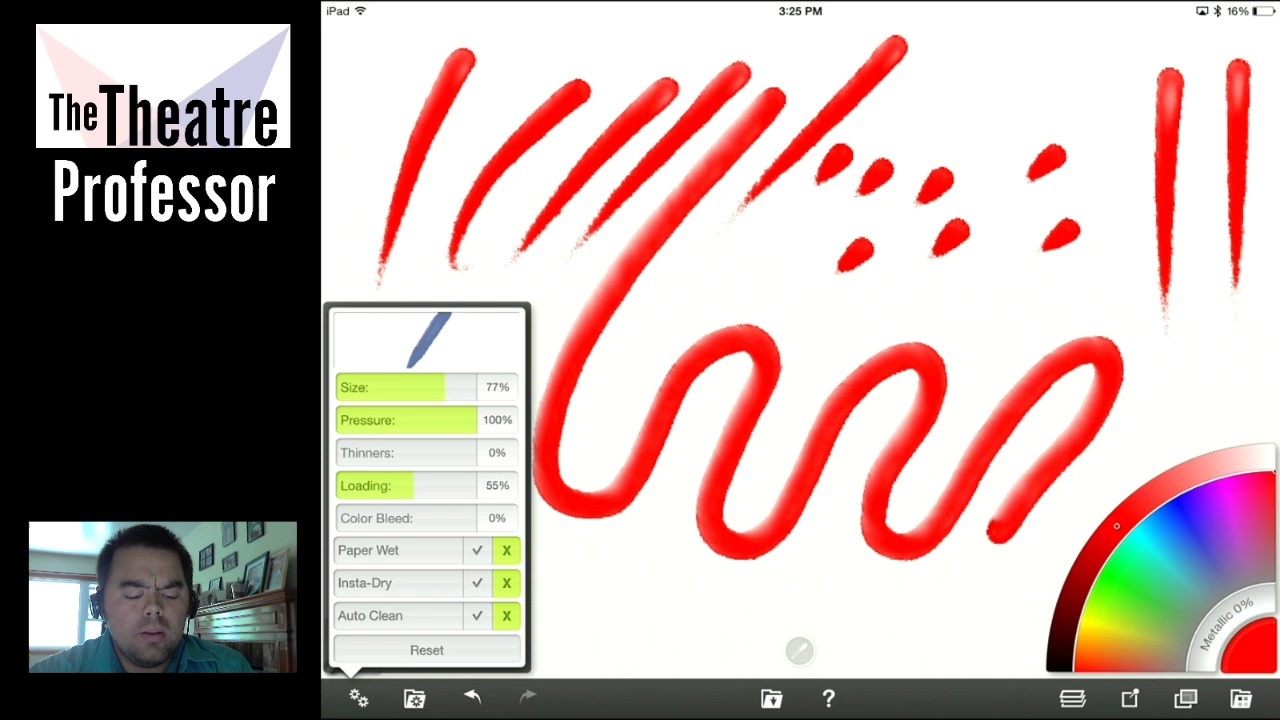 The Theatre
Professor
iPad
3:25 PM
16%
Size: 77%
Pressure: 100%
Thinners: 0%
Loading: 55%
Color Bleed: 0%
Paper Wet ✓ X
Insta-Dry ✓ X
Auto Clean ✓ X
Reset
Metallic 0%
?